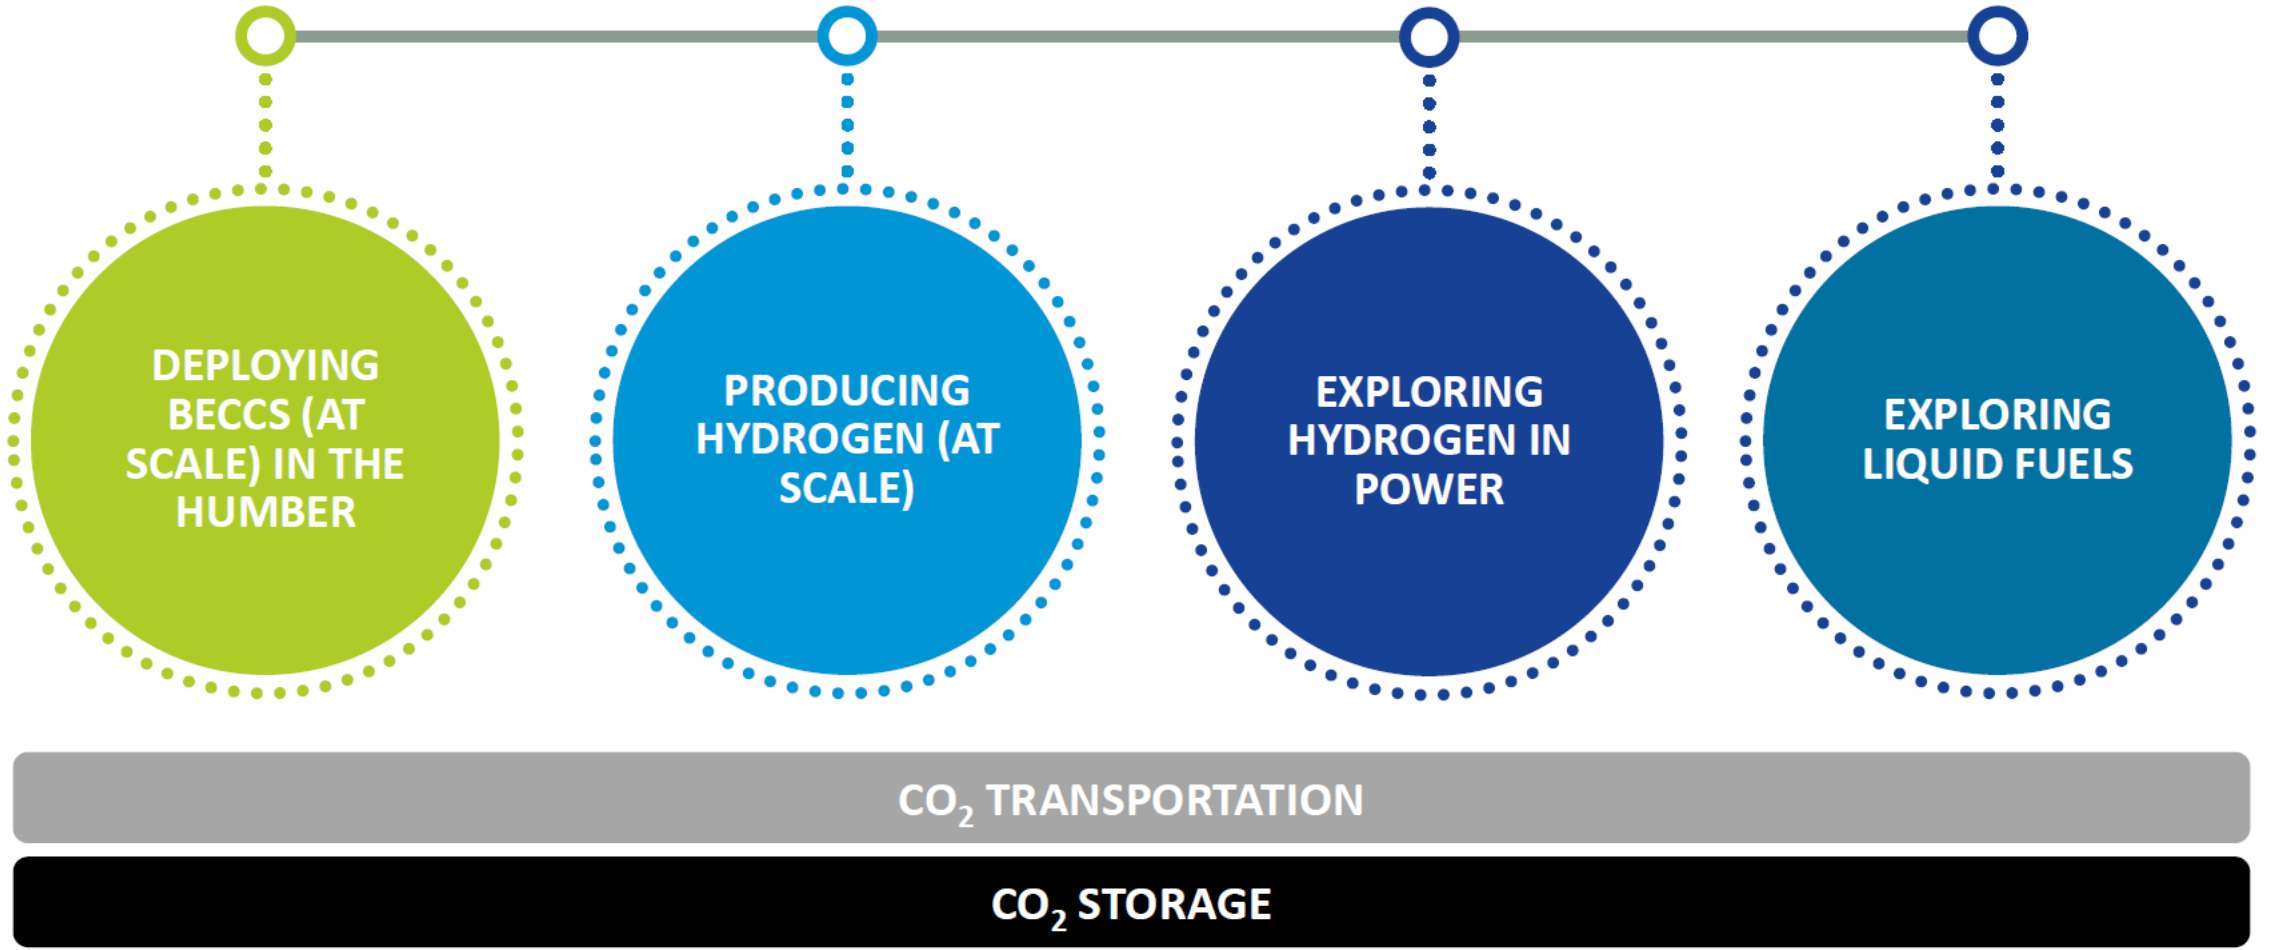 DEPLOYING
BECCS (AT
SCALE) IN THE
HUMBER
PRODUCING
HYDROGEN (AT
SCALE)
EXPLORING
HYDROGEN IN
POWER
EXPLORING
LIQUID FUELS
CO₂ TRANSPORTATION
CO₂ STORAGE